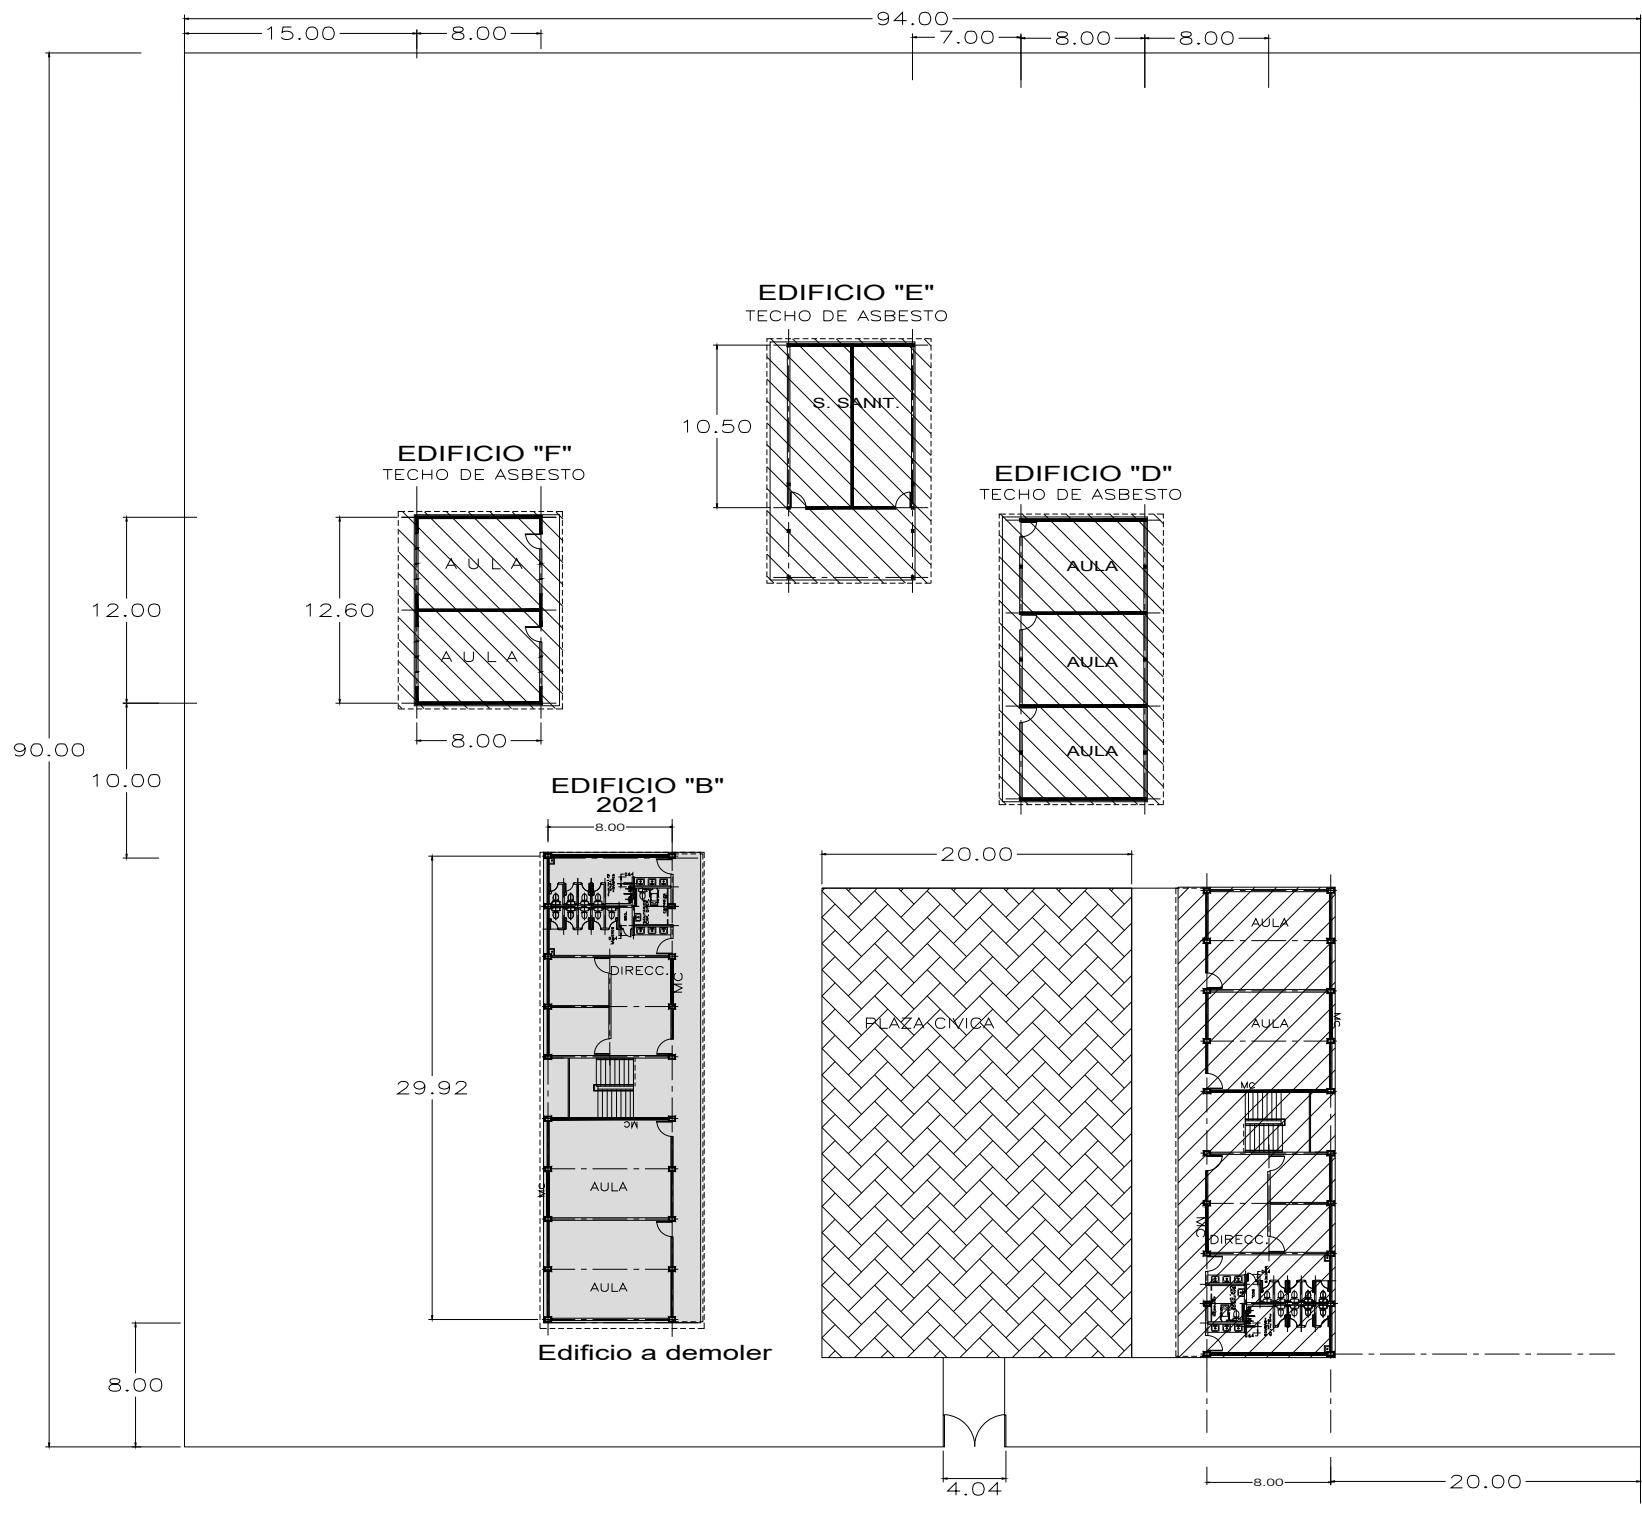 94.00
15.00
8.00
7.00
8.00
8.00
EDIFICIO "E"
TECHO DE ASBESTO
S. SANIT.
10.50
EDIFICIO "F"
TECHO DE ASBESTO
EDIFICIO "D"
TECHO DE ASBESTO
A U L A
AULA
12.00
12.60
A U L A
AULA
8.00
90.00
10.00
AULA
EDIFICIO "B"
2021
8.00
20.00
AULA
DIRECC.
MC
PLAZA CIVICA
AULA
MC
29.92
MC
MC
AULA
MC
MC
DIRECC.
AULA
Edificio a demoler
8.00
4.04
8.00
20.00